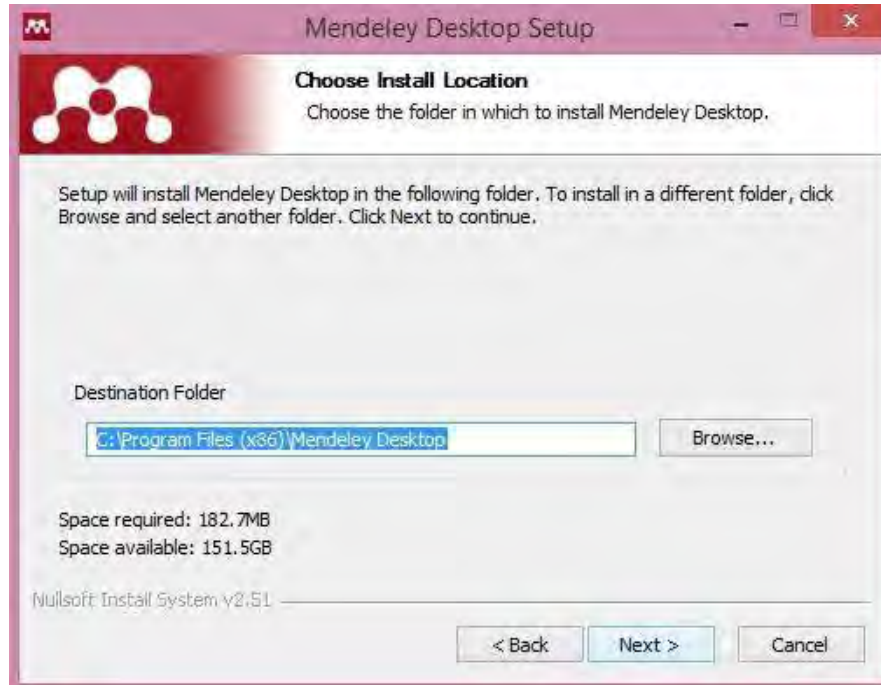 Mendeley Desktop Setup
Choose Install Location
Choose the folder in which to install Mendeley Desktop.
Setup will install Mendeley Desktop in the following folder. To install in a different folder, click
Browse and select another folder. Click Next to continue.
Destination Folder
C:\Program Files (x86)\Mendeley Desktop
Browse...
Space required: 182.7MB
Space available: 151.5GB
Nullsoft Install System v2.51
< Back
Next >
Cancel